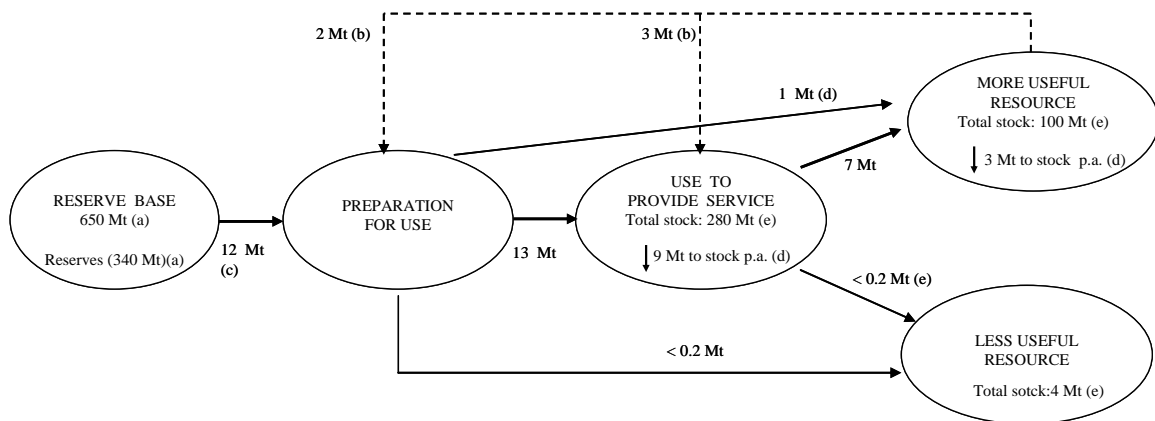 2 Mt (b)
3 Mt (b)
MORE USEFUL
RESOURCE
Total stock: 100 Mt (e)
3 Mt to stock p.a. (d)
1 Mt (d)
7 Mt
RESERVE BASE
650 Mt (a)
Reserves (340 Mt)(a)
12 Mt
(c)
PREPARATION
FOR USE
13 Mt
USE TO
PROVIDE SERVICE
Total stock: 280 Mt (e)
9 Mt to stock p.a. (d)
< 0.2 Mt (e)
< 0.2 Mt
LESS USEFUL
RESOURCE
Total sotck:4 Mt (e)